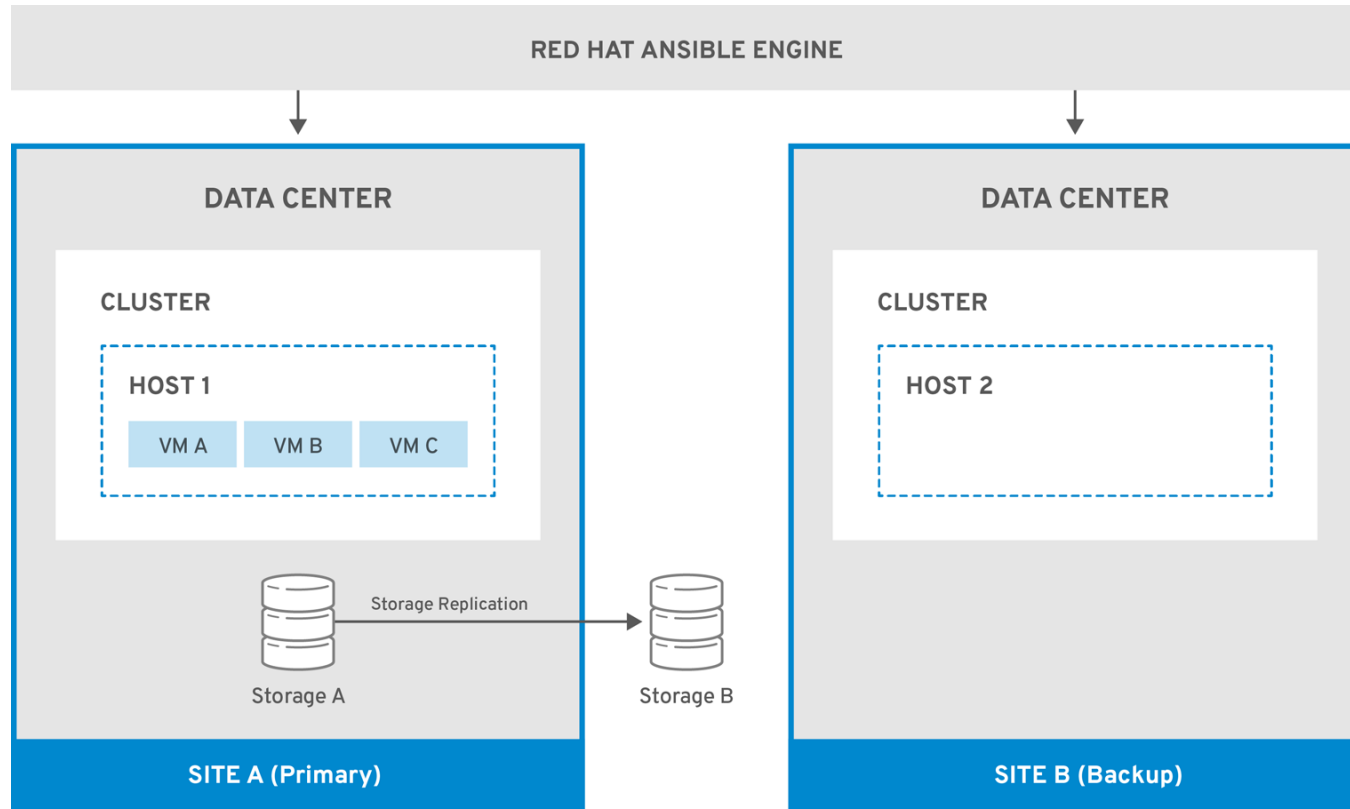 RED HAT ANSIBLE ENGINE
DATA CENTER
CLUSTER
HOST 1
VM A
VM B
VM C
Storage Replication
Storage A
Storage B
SITE A (Primary)
DATA CENTER
CLUSTER
HOST 2
SITE B (Backup)